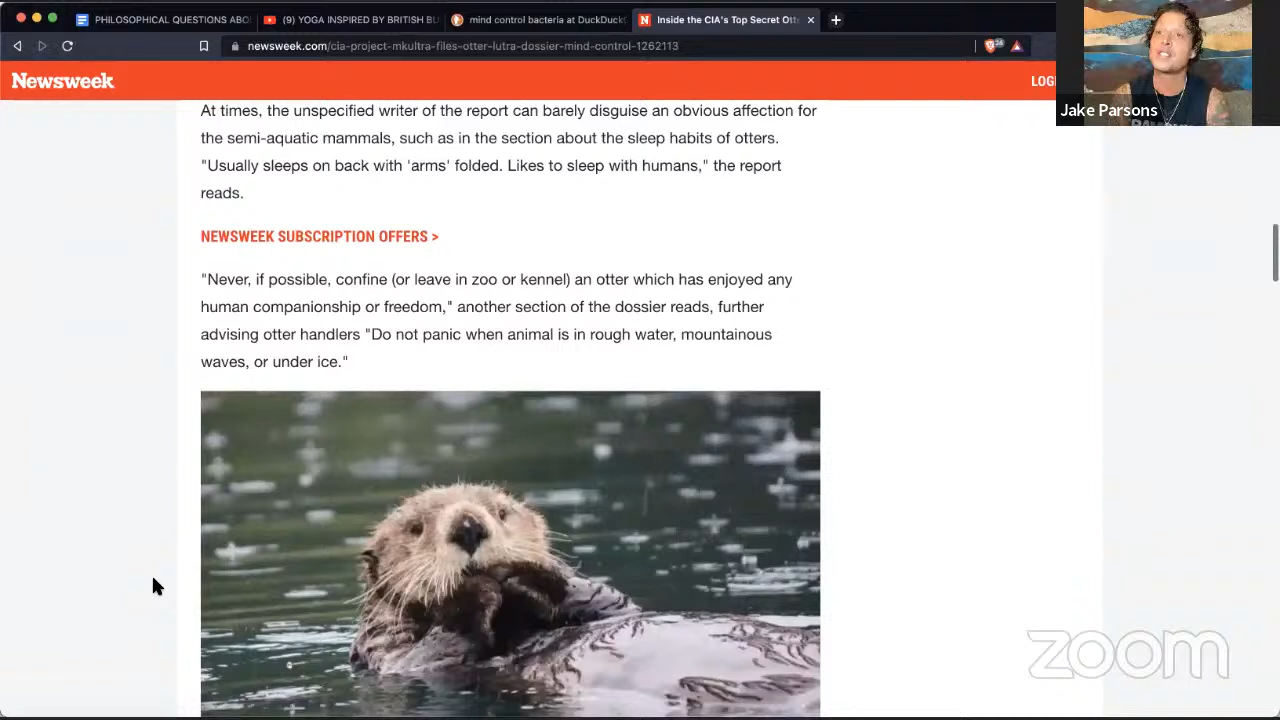 PHILOSOPHICAL QUESTIONS ABO
(9) YOGA INSPIRED BY BRITISH BU
mind control bacteria at DuckDuckG
Inside the CIA's Top Secret Ott
newsweek.com/cia-project-mkultra-files-otter-lutra-dossier-mind-control-1262113
Newsweek
LOGI
Jake Parsons
At times, the unspecified writer of the report can barely disguise an obvious affection for
the semi-aquatic mammals, such as in the section about the sleep habits of otters.
"Usually sleeps on back with 'arms' folded. Likes to sleep with humans," the report
reads.
NEWSWEEK SUBSCRIPTION OFFERS >
"Never, if possible, confine (or leave in zoo or kennel) an otter which has enjoyed any
human companionship or freedom," another section of the dossier reads, further
advising otter handlers "Do not panic when animal is in rough water, mountainous
waves, or under ice."
zoom